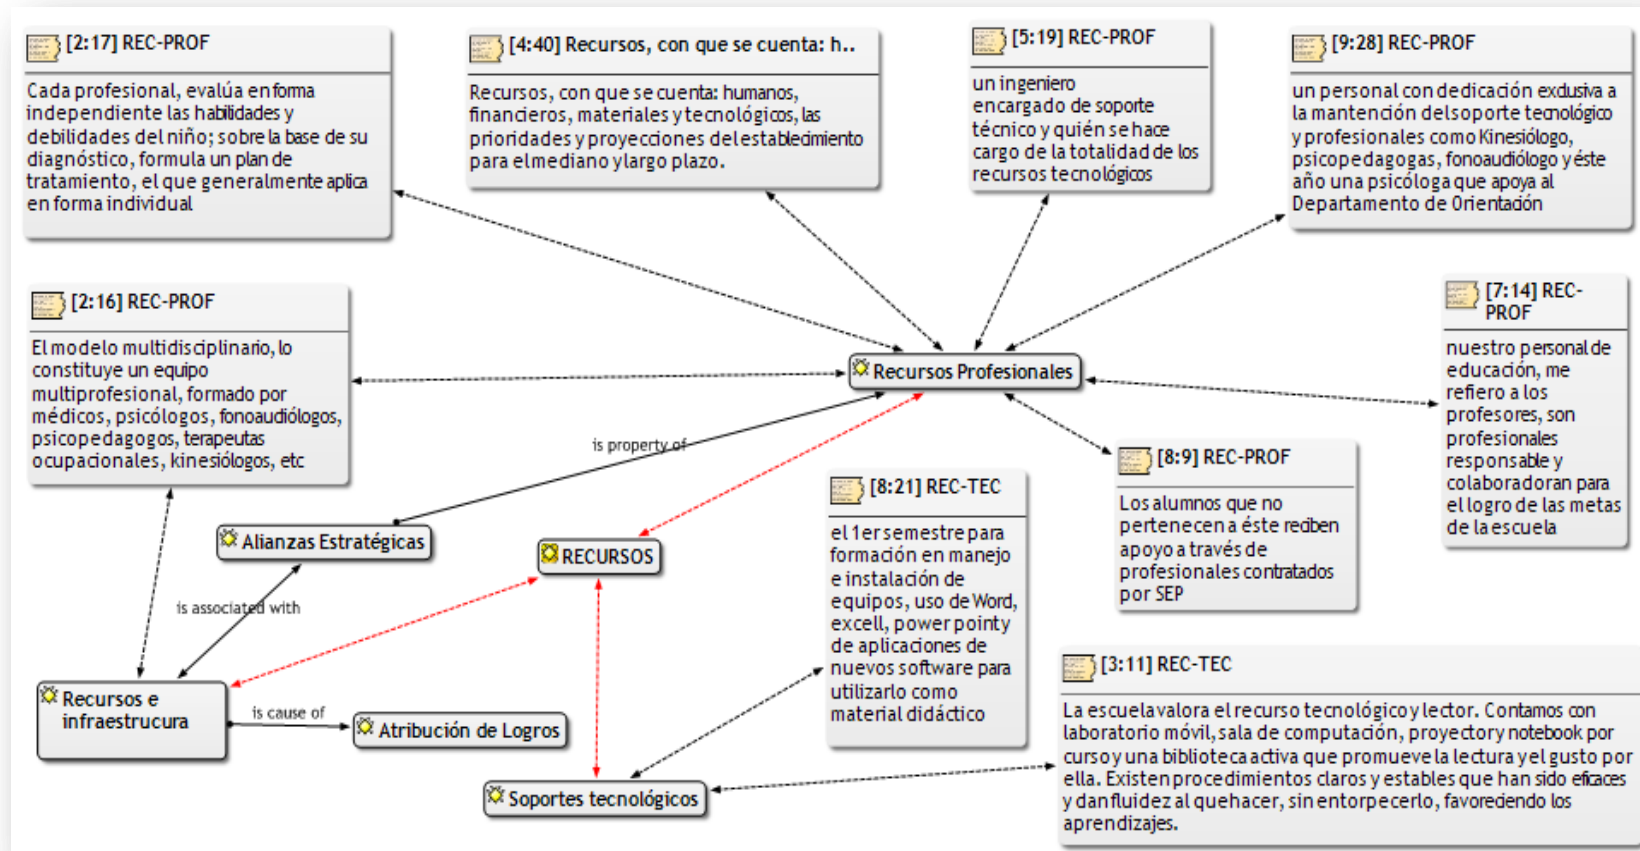 [2:17] REC-PROF
Cada profesional, evalúa en forma
independiente las habilidades y
debilidades del niño; sobre la base de su
diagnóstico, formula un plan de
tratamiento, el que generalmente aplica
en forma individual
[4:40] Recursos, con que se cuenta: h..
Recursos, con que se cuenta: humanos,
financieros, materiales y tecnológicos, las
prioridades y proyecciones del establecimiento
para el mediano y largo plazo.
[5:19] REC-PROF
un ingeniero
encargado de soporte
técnico y quién se hace
cargo de la totalidad de los
recursos tecnológicos
[9:28] REC-PROF
un personal con dedicación exclusiva a
la mantención del soporte tecnológico
y profesionales como Kinesiólogo,
psicopedagogas, fonoaudiólogo y éste
año una psicóloga que apoya al
Departamento de Orientación
[2:16] REC-PROF
El modelo multidisciplinario, lo
constituye un equipo
multiprofesional, formado por
médicos, psicólogos, fonoaudiólogos,
psicopedagogos, terapeutas
ocupacionales, kinesiólogos, etc
Recursos Profesionales
[7:14] REC-
PROF
nuestro personal de
educación, me
refiero a los
profesores, son
profesionales
responsable y
colaboradoran para
el logro de las metas
de la escuela
is property of
[8:9] REC-PROF
Los alumnos que no
pertenecen a éste reciben
apoyo a través de
profesionales contratados
por SEP
[8:21] REC-TEC
el 1er semestre para
formación en manejo
e instalación de
equipos, uso de Word,
excell, power point y
de aplicaciones de
nuevos software para
utilizarlo como
material didáctico
Alianzas Estratégicas
RECURSOS
is associated with
Recursos e
infraestrucura
is cause of
Atribución de Logros
Soportes tecnológicos
[3:11] REC-TEC
La escuela valora el recurso tecnológico y lector. Contamos con
laboratorio móvil, sala de computación, proyector y notebook por
curso y una biblioteca activa que promueve la lectura y el gusto por
ella. Existen procedimientos claros y estables que han sido eficaces
y dan fluidez al quehacer, sin entorpecerlo, favoreciendo los
aprendizajes.